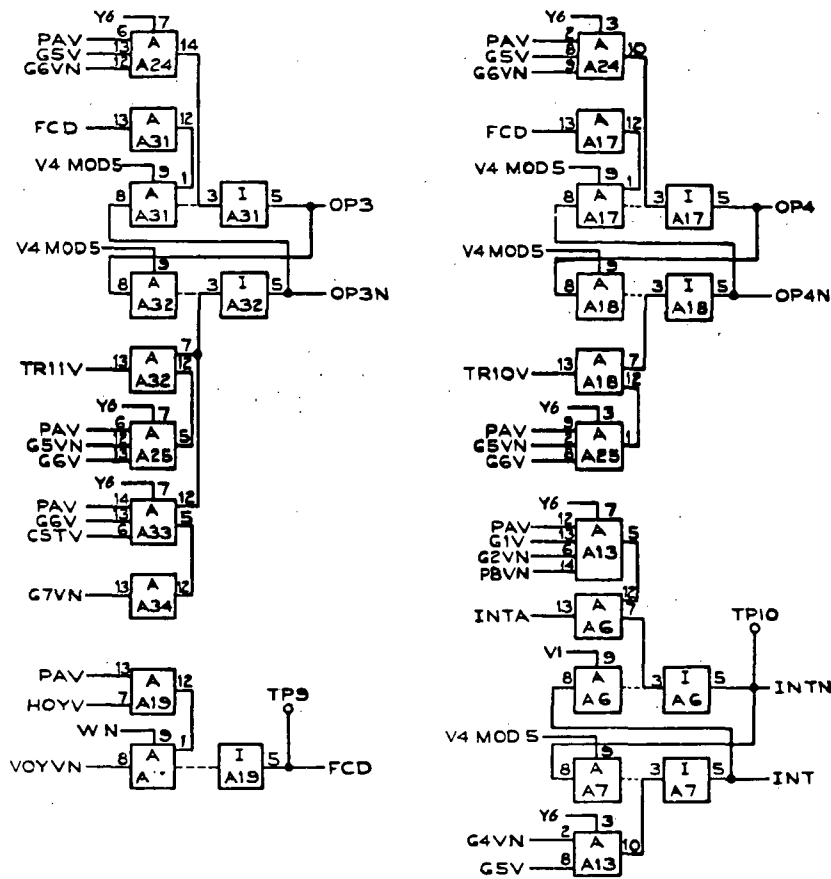 Y6
7
PAV 6 A 14
G5V 13 A24
G6VN 12
FCD 13 A 12
A31
V4 MOD5 9
8 A 1 3 I 5 OP3
A31 A31
V4 MOD5 9
8 A 3 I 5 OP3N
A32 A32
TR11V 13 A 7
A32 12
Y6 7
PAV 6 A
G5VN 12 A25 5
G6V 13
Y6 7
PAV 14 A 12
G6V 13 A33 5
CSTV 6
G7VN 13 A 12
A34
PAV 13 A 12
HOYV 7 A19
TP9
WN 9
VOYVN 8 A 1 I 5 FCD
A19
Y6 3
PAV 2 A 10
G5V 8 A24
G6VN 9
FCD 13 A 12
A17
V4 MOD5 9
8 A 1 3 I 5 OP4
A17 A17
V4 MOD5 9
8 A 3 I 5 OP4N
A18 A18
TR10V 13 A 7
A18 12
Y6 3
PAV 9 A
G5VN 2 A25 1
G6V 8
Y6 7
PAV 12 A 5
G1V 13 A13
G2VN 6
PBVN 14
INTA 13 A 12
A6 7
TP10
V1 9
8 A 3 I 5 INTN
A6 A6
V4 MOD 5 9
8 A 3 I 5 INT
A7 A7
Y6 3
G4VN 2 A
G5V 8 A13 10